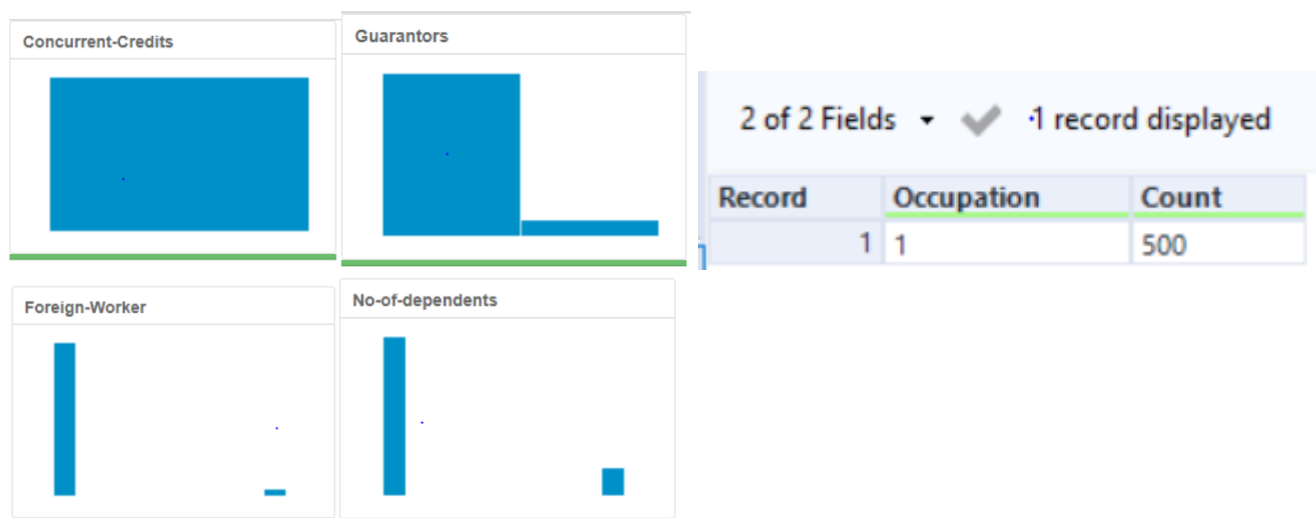 Concurrent-Credits
Guarantors
2 of 2 Fields 1 record displayed
Record Occupation Count
1 1 500
Foreign-Worker
No-of-dependents